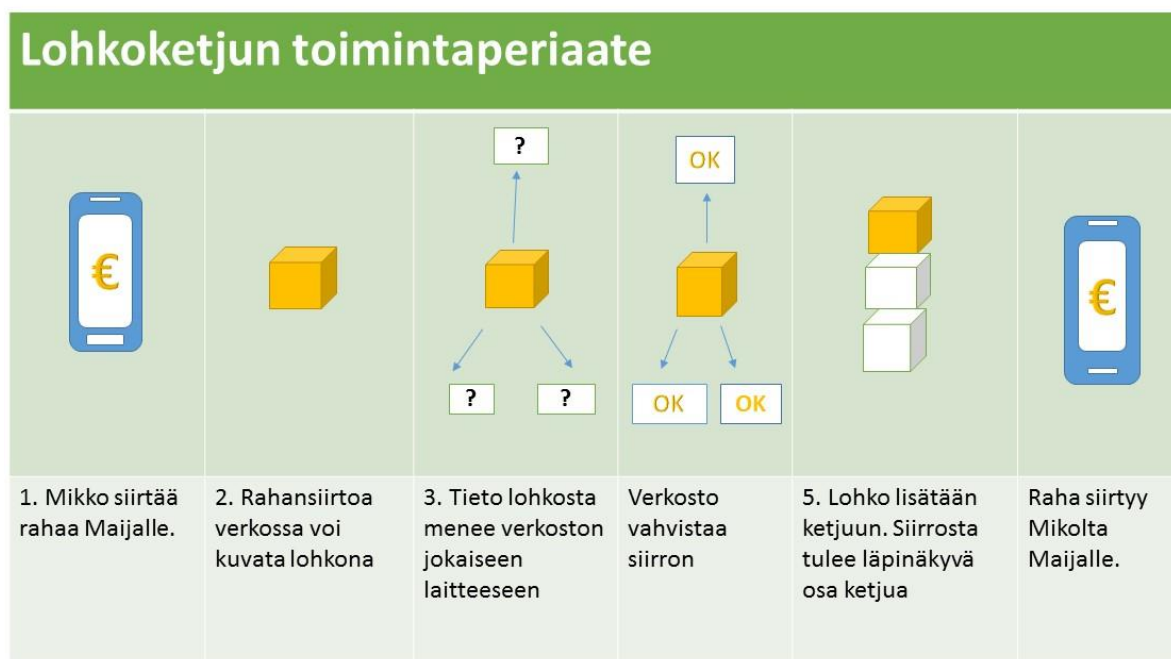 Lohkoketjun toimintaperiaate
€
?
?
?
OK
OK
OK
€
1. Mikko siirtää
rahaa Maijalle.
2. Rahansiirtoa
verkossa voi
kuvata lohkona
3. Tieto lohkosta
menee verkoston
jokaiseen
laitteeseen
Verkosto
vahvistaa
siirron
5. Lohko lisätään
ketjuun. Siirrosta
tulee läpinäkyvä
osa ketjua
Raha siirtyy
Mikolta
Maijalle.